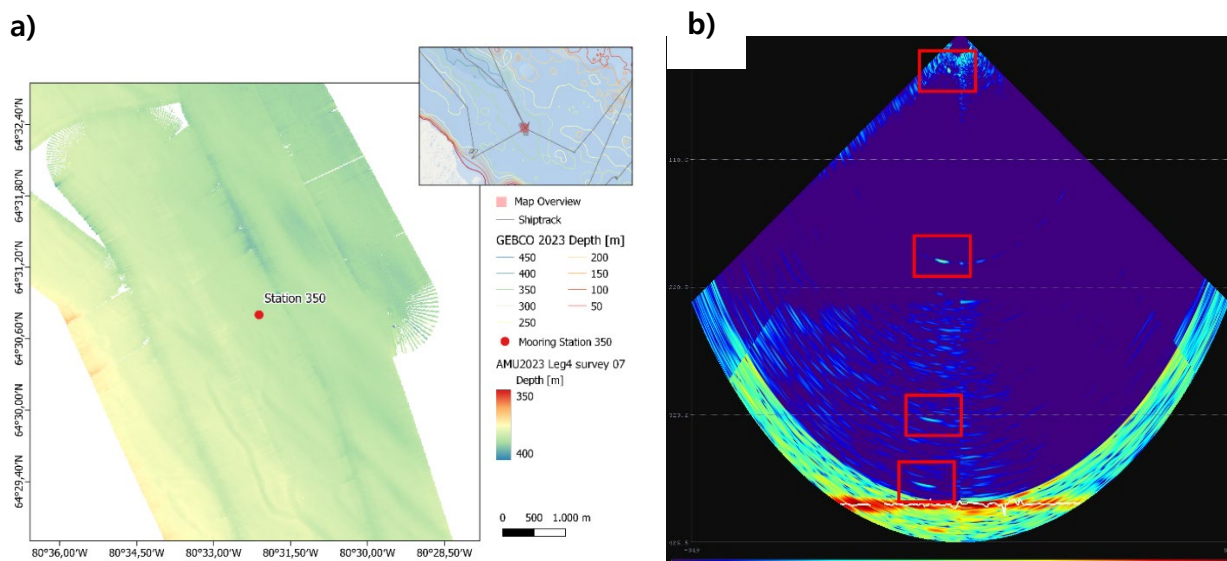 a)
b)
64°32,40'N
64°31,80'N
64°31,20'N
64°30,60'N
64°30,00'N
64°29,40'N
Station 350
80°36,00'W
80°34,50'W
80°33,00'W
80°31,50'W
80°30,00'W
80°28,50'W
Map Overview
Shiptrack
GEBCO 2023 Depth [m]
450 200
400 150
350 100
300 50
250
Mooring Station 350
AMU2023 Leg4 survey 07
Depth [m]
350
400
0 500 1.000 m